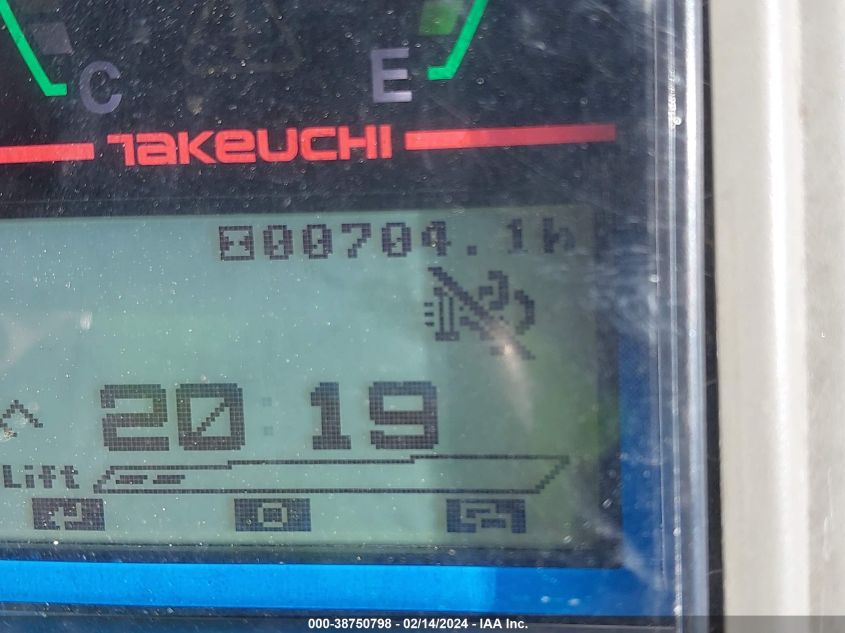 C E
TAKEUCHI
00704.1h
20:19
Lift
000-38750798 - 02/14/2024 - IAA Inc.